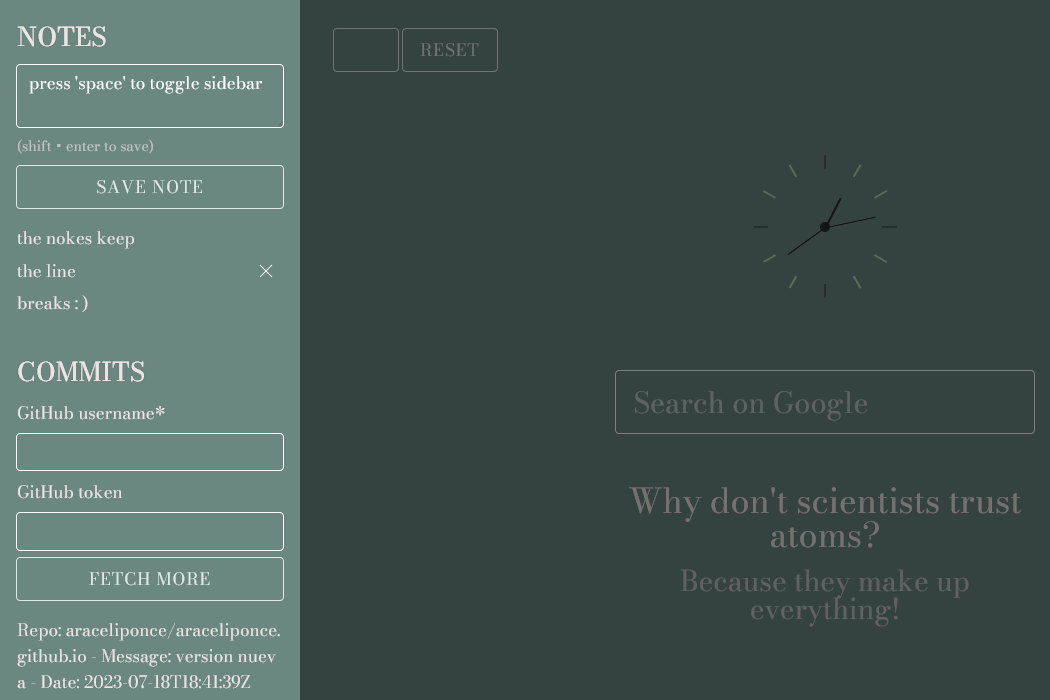 NOTES
press 'space' to toggle sidebar
(shift + enter to save)
SAVE NOTE
the nokes keep
the line
breaks : )
COMMITS
GitHub username*
GitHub token
FETCH MORE
Repo: araceliponce/araceliponce.
github.io - Message: version nuev
a - Date: 2023-07-18T18:41:39Z
RESET
Search on Google
Why don't scientists trust
atoms?
Because they make up
everything!